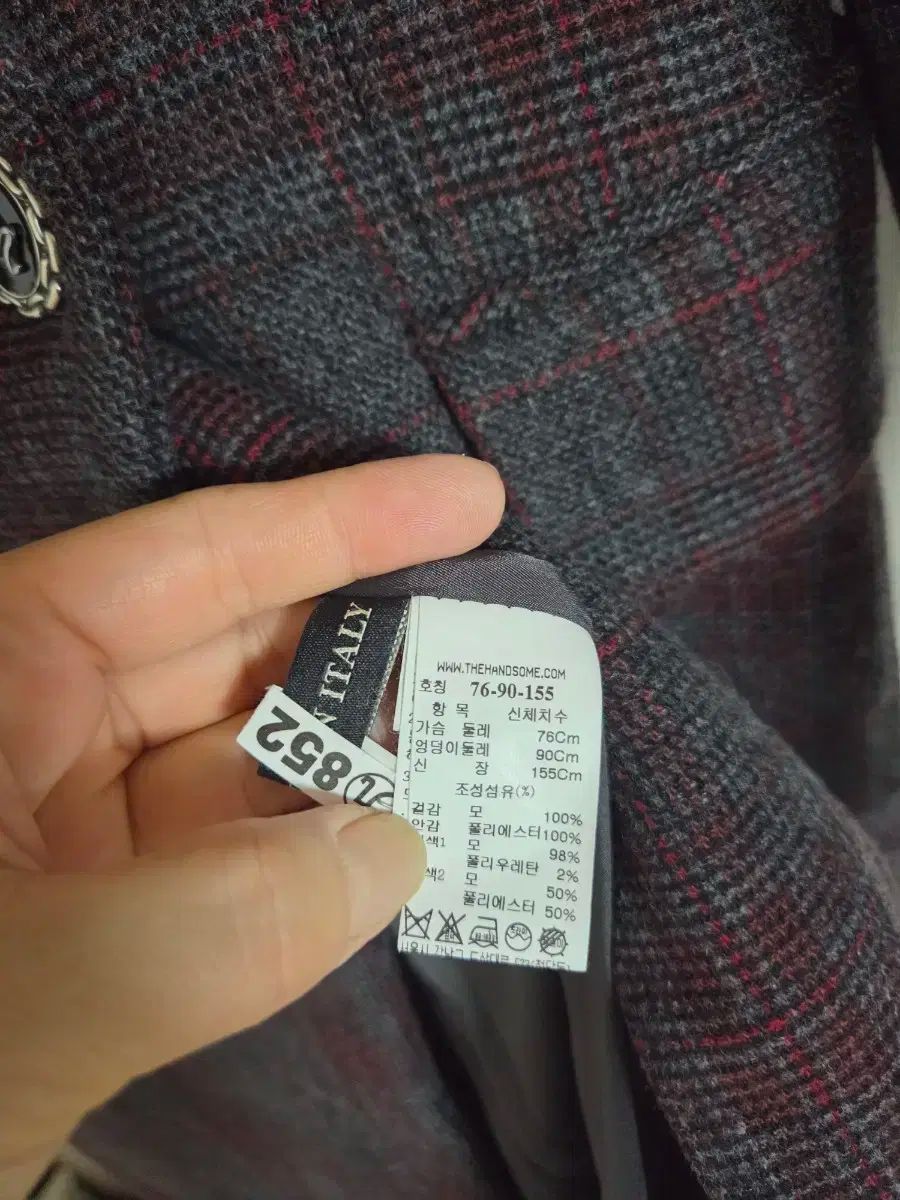 N ITALY
852
WWW.THEHANDSOME.COM
호칭 76-90-155
항 목 신체치수
가슴 둘레 76Cm
엉덩이둘레 90Cm
신 장 155Cm
조성섬유(%)
겉감 모 100%
안감 폴리에스터 100%
색1 모 98%
폴리우레탄 2%
색2 모 50%
폴리에스터 50%